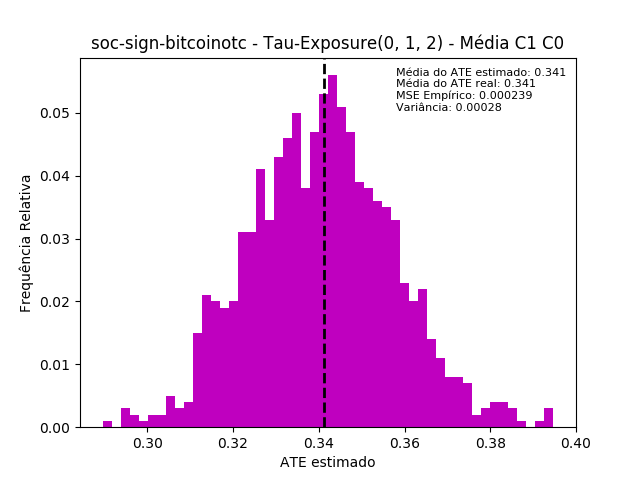 soc-sign-bitcoinotc - Tau-Exposure(0, 1, 2) - Média C1 C0
Média do ATE estimado: 0.341
Média do ATE real: 0.341
MSE Empírico: 0.000239
Variância: 0.00028
Frequência Relativa
0.05
0.04
0.03
0.02
0.01
0.00
0.30 0.32 0.34 0.36 0.38 0.40
ATE estimado